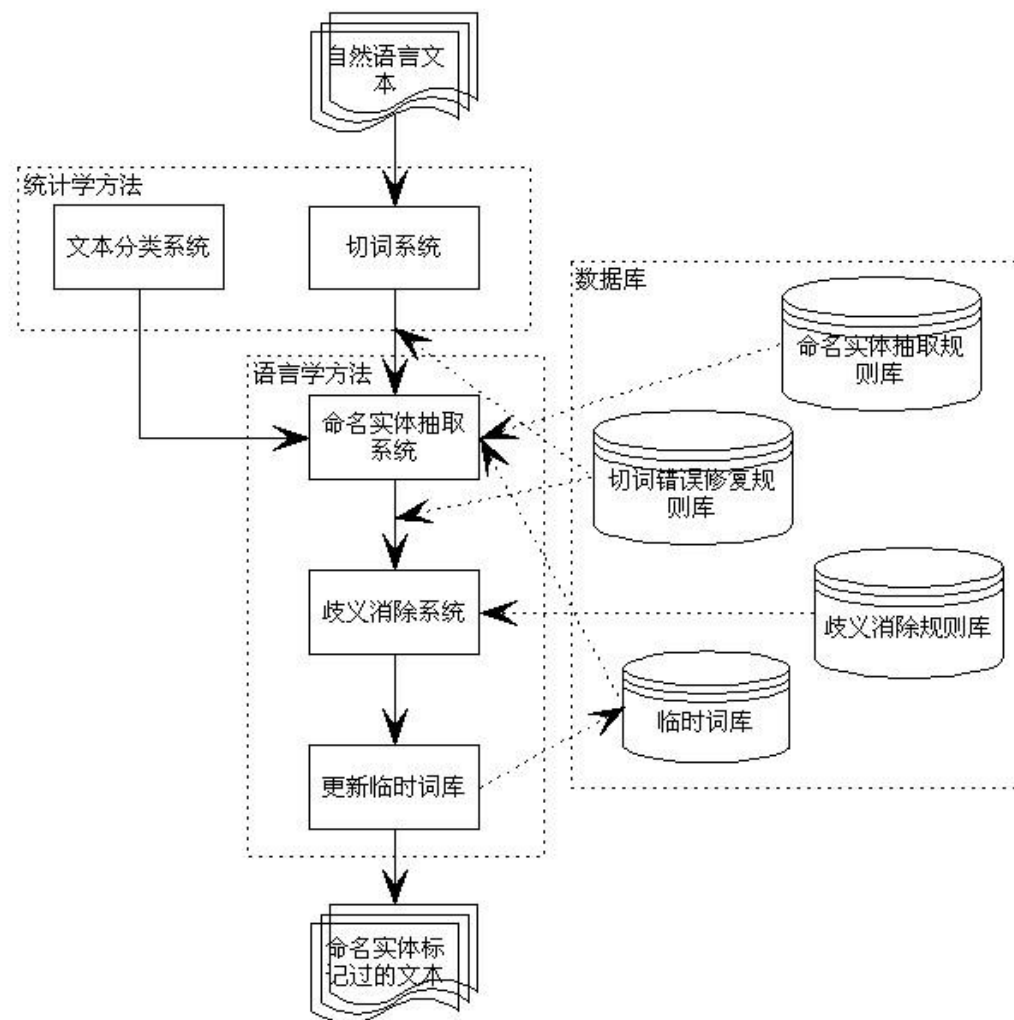 自然语言文
本
统计学方法
文本分类系统
切词系统
数据库
命名实体抽取规
则库
语言学方法
命名实体抽取
系统
切词错误修复规
则库
歧义消除系统
歧义消除规则库
临时词库
更新临时词库
命名实体标
记过的文本